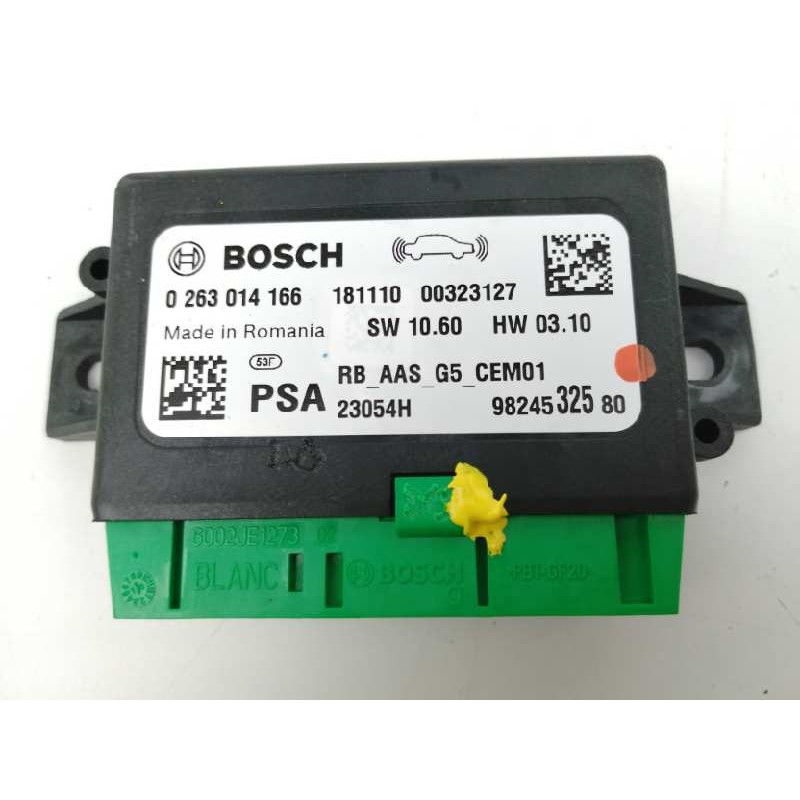 BOSCH
0 263 014 166 181110 00323127
Made in Romania SW 10.60 HW 03.10
53F RB_AAS_G5_CEM01
PSA 23054H 98245 325 80
6002JE1273
BLANC BOSCH